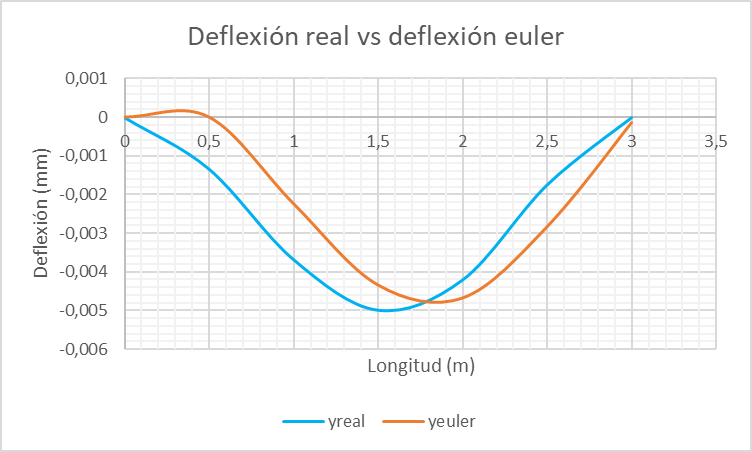 Deflexión real vs deflexión euler
0,001
0
0 0,5 1 1,5 2 2,5 3 3,5
-0,001
-0,002
-0,003
-0,004
-0,005
-0,006
Deflexión (mm)
Longitud (m)
yreal yeuler